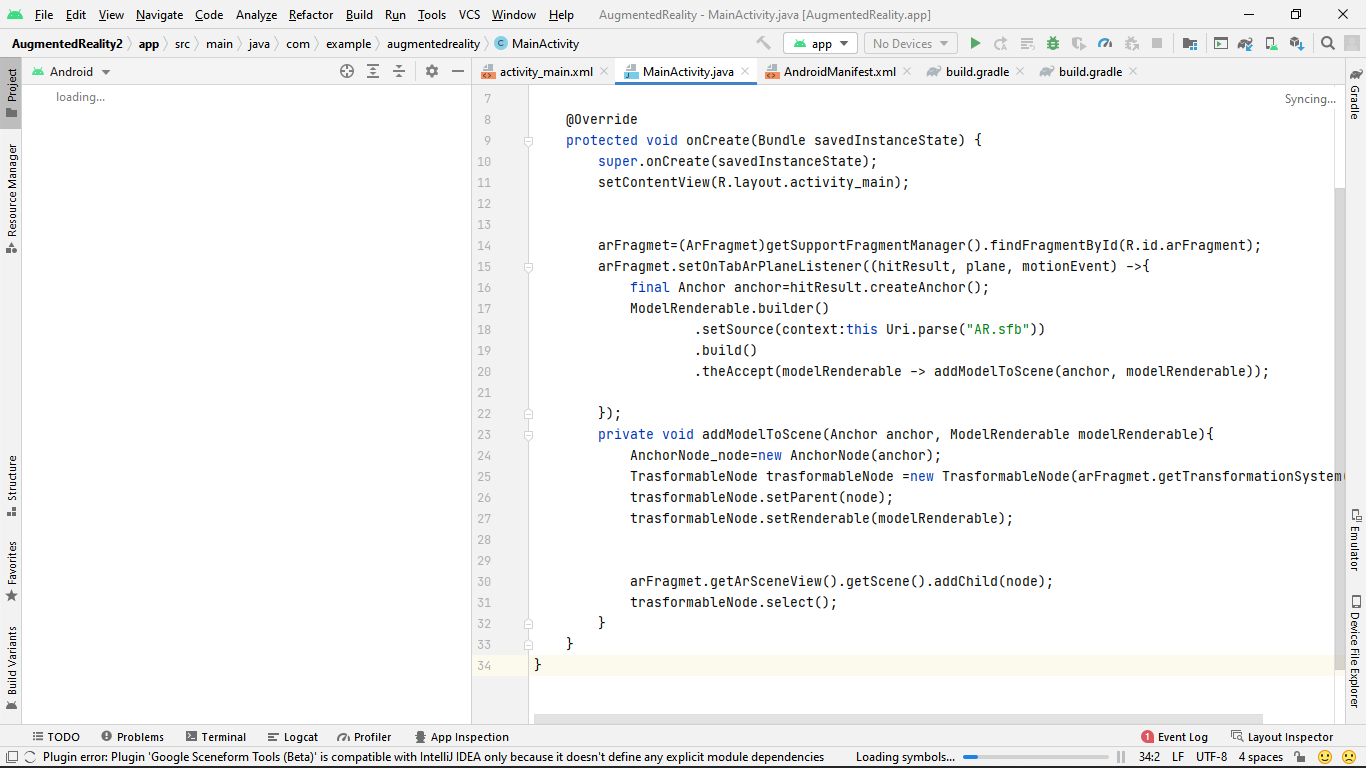 File Edit View Navigate Code Analyze Refactor Build Run Tools VCS Window Help AugmentedReality - MainActivity.java [AugmentedReality.app]
AugmentedReality2 app src main java com example augmentedreality C MainActivity app No Devices
Android activity_main.xml MainActivity.java AndroidManifest.xml build.gradle build.gradle
loading...
Syncing...
Project
Resource Manager
Structure
Favorites
Build Variants
7
8 @Override
9 protected void onCreate(Bundle savedInstanceState) {
10 super.onCreate(savedInstanceState);
11 setContentView(R.layout.activity_main);
12
13
14 arFragmet=(ArFragmet)getSupportFragmentManager().findFragmentById(R.id.arFragment);
15 arFragmet.setOnTabArPlaneListener((hitResult, plane, motionEvent) ->{
16 final Anchor anchor=hitResult.createAnchor();
17 ModelRenderable.builder()
18 .setSource(context:this Uri.parse("AR.sfb"))
19 .build()
20 .theAccept(modelRenderable -> addModelToScene(anchor, modelRenderable));
21
22 });
23 private void addModelToScene(Anchor anchor, ModelRenderable modelRenderable){
24 AnchorNode_node=new AnchorNode(anchor);
25 TrasformableNode trasformableNode =new TrasformableNode(arFragmet.getTransformationSystem(
26 trasformableNode.setParent(node);
27 trasformableNode.setRenderable(modelRenderable);
28
29
30 arFragmet.getArSceneView().getScene().addChild(node);
31 trasformableNode.select();
32 }
33 }
34 }
Gradle
Emulator
Device File Explorer
TODO Problems Terminal Logcat Profiler App Inspection 1 Event Log Layout Inspector
Plugin error: Plugin 'Google Sceneform Tools (Beta)' is compatible with IntelliJ IDEA only because it doesn't define any explicit module dependencies Loading symbols... 34:2 LF UTF-8 4 spaces